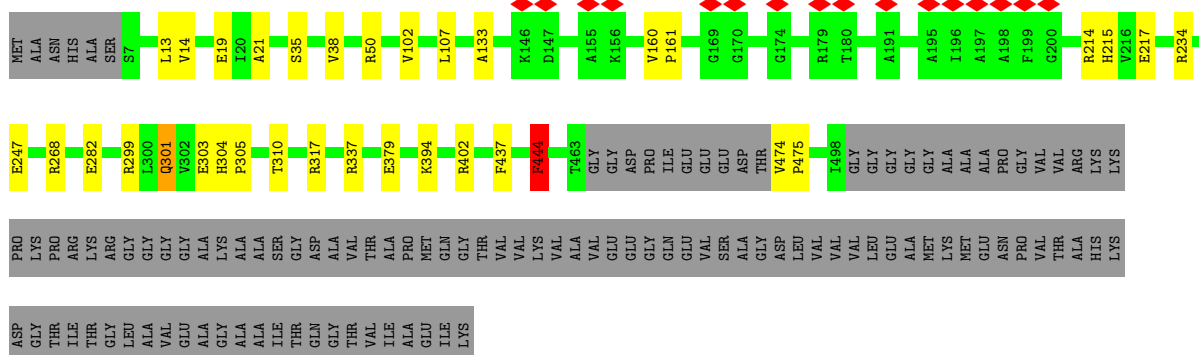 MET ALA ASN HIS ALA SER S7 L13 V14 E19 I20 A21 S35 V38 R50 V102 L107 A133 K146 D147 A155 K156 V160 P161 G169 G170 G174 R179 T180 A191 A195 I196 A197 A198 F199 G200 R214 H215 V216 E217 R234
E247 R268 E282 R299 L300 Q301 V302 E303 H304 P305 T310 R317 R337 E379 K394 R402 F437 F444 T463 GLY GLY ASP PRO ILE GLU GLU GLU ASP THR V474 P475 I498 GLY GLY GLY GLY GLY ALA ALA ALA PRO GLY VAL VAL ARG LYS LYS
PRO LYS PRO ARG LYS ARG GLY GLY GLY GLY ALA LYS ALA ALA SER GLY ASP ALA VAL THR ALA PRO MET GLN GLY THR VAL VAL LYS VAL ALA VAL GLU GLU GLY GLN GLU VAL SER ALA GLY ASP LEU VAL VAL VAL LEU GLU ALA MET LYS MET GLU ASN PRO VAL THR ALA HIS LYS
ASP GLY THR ILE THR GLY LEU ALA VAL GLU ALA GLY ALA ALA ILE THR GLN GLY THR VAL ILE ALA GLU ILE LYS